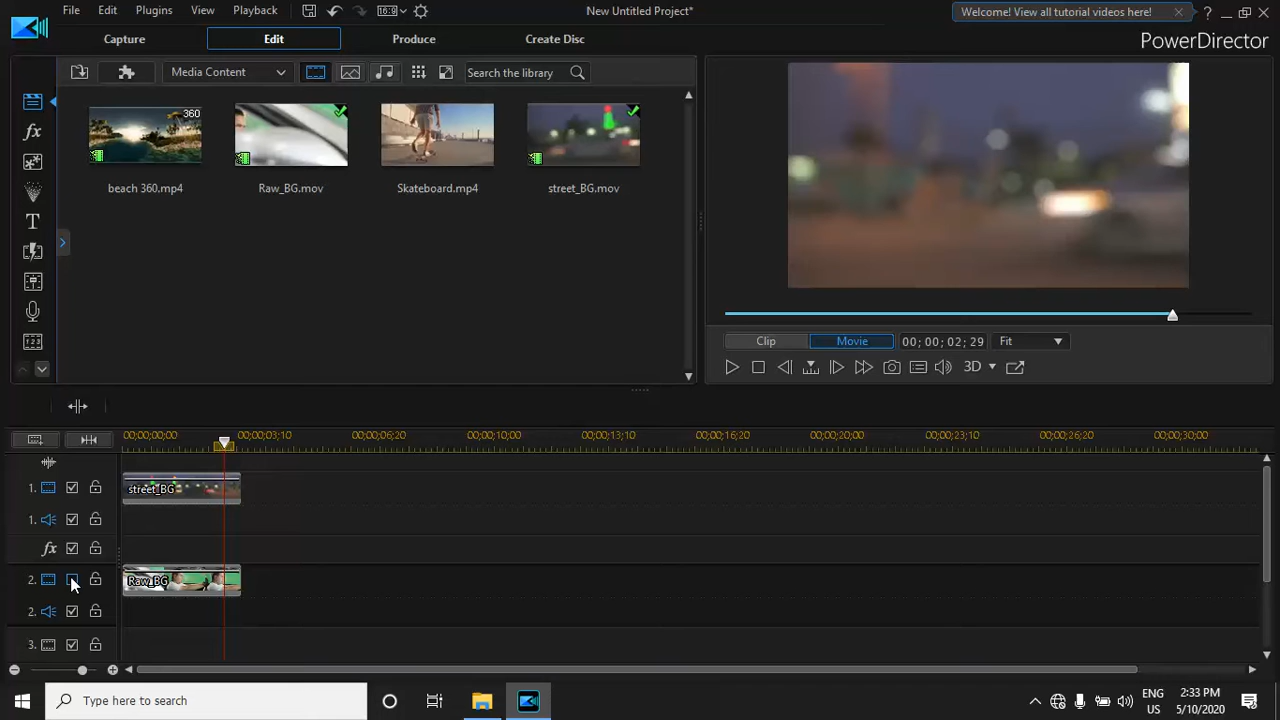 File Edit Plugins View Playback 16:9 New Untitled Project* Welcome! View all tutorial videos here! ?
Capture Edit Produce Create Disc PowerDirector
Media Content Search the library
fx
T
360
beach 360.mp4 Raw_BG.mov Skateboard.mp4 street_BG.mov
Clip Movie 00; 00; 02; 29 Fit
3D
00;00;00;00 00;00;03;10 00;00;06;20 00;00;10;00 00;00;13;10 00;00;16;20 00;00;20;00 00;00;23;10 00;00;26;20 00;00;30;00
1. street_BG
1.
fx
2. Raw_BG
2.
3.
Type here to search
ENG
US
2:33 PM
5/10/2020